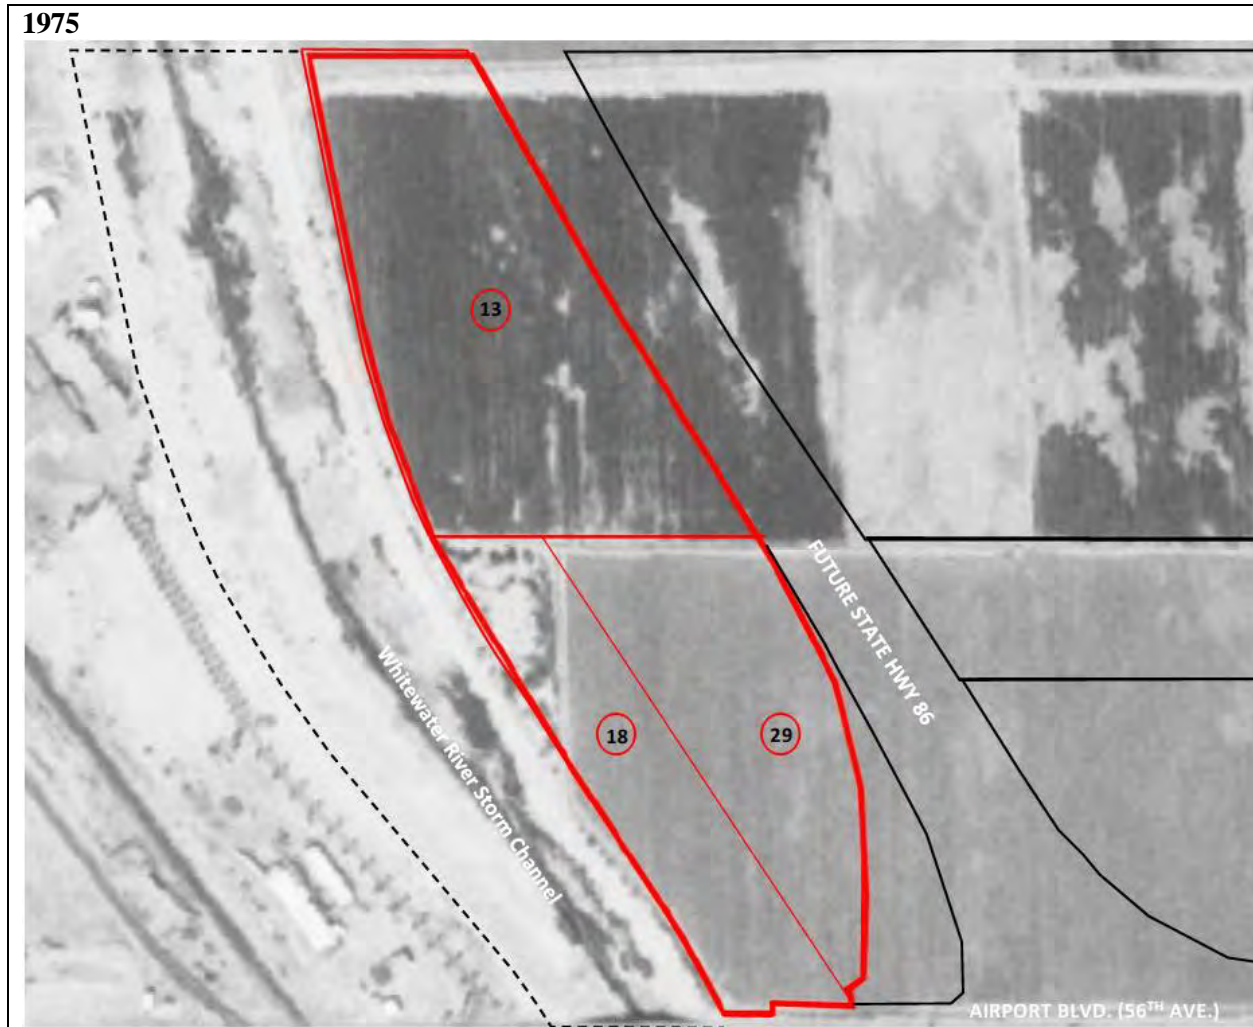 1975
13
FUTURE STATE HWY 86
Whitewater River Storm Channel
18
29
AIRPORT BLVD. (56TH AVE.)